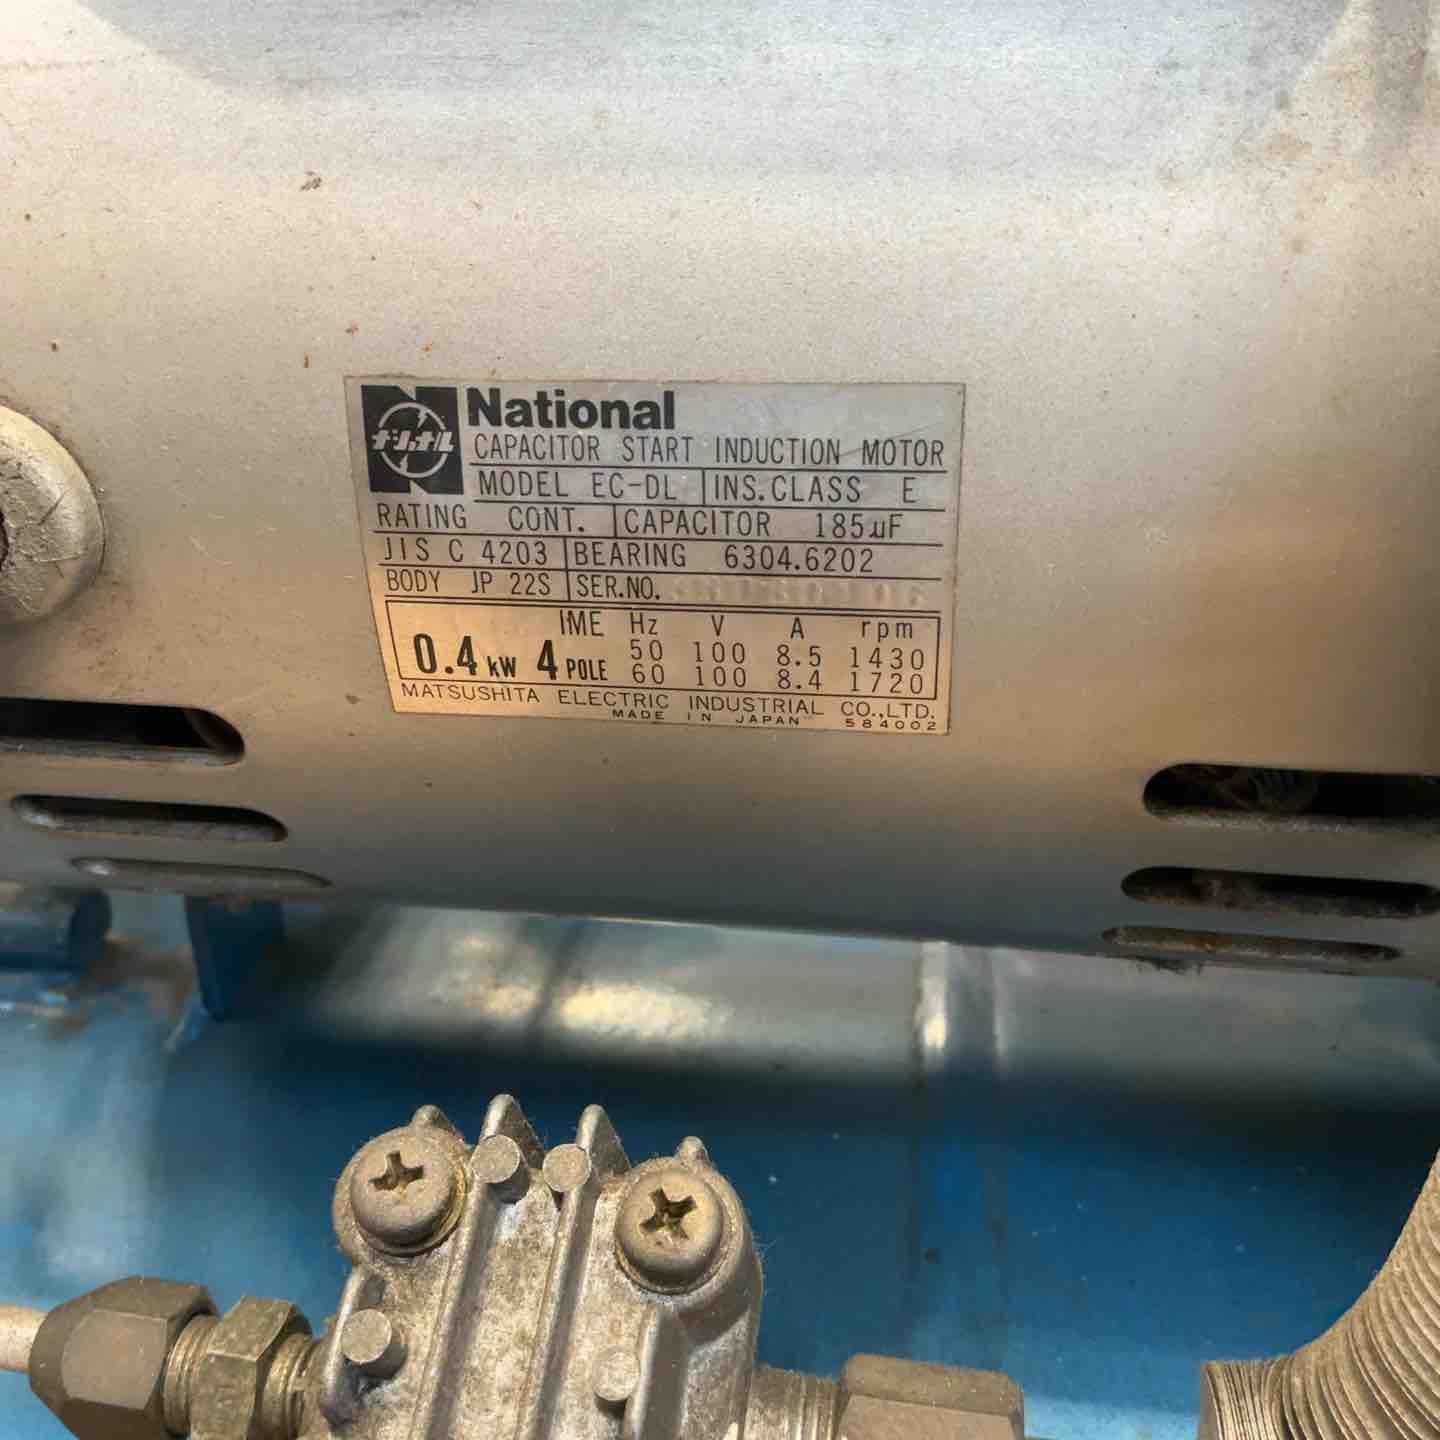 National
ナショナル
CAPACITOR START INDUCTION MOTOR
MODEL EC-DL INS.CLASS E
RATING CONT. CAPACITOR 185μF
JIS C 4203 BEARING 6304.6202
BODY JP 22S SER.NO.
IME Hz V A rpm
0.4 kW 4 POLE 50 100 8.5 1430
60 100 8.4 1720
MATSUSHITA ELECTRIC INDUSTRIAL CO.,LTD.
MADE IN JAPAN 584002